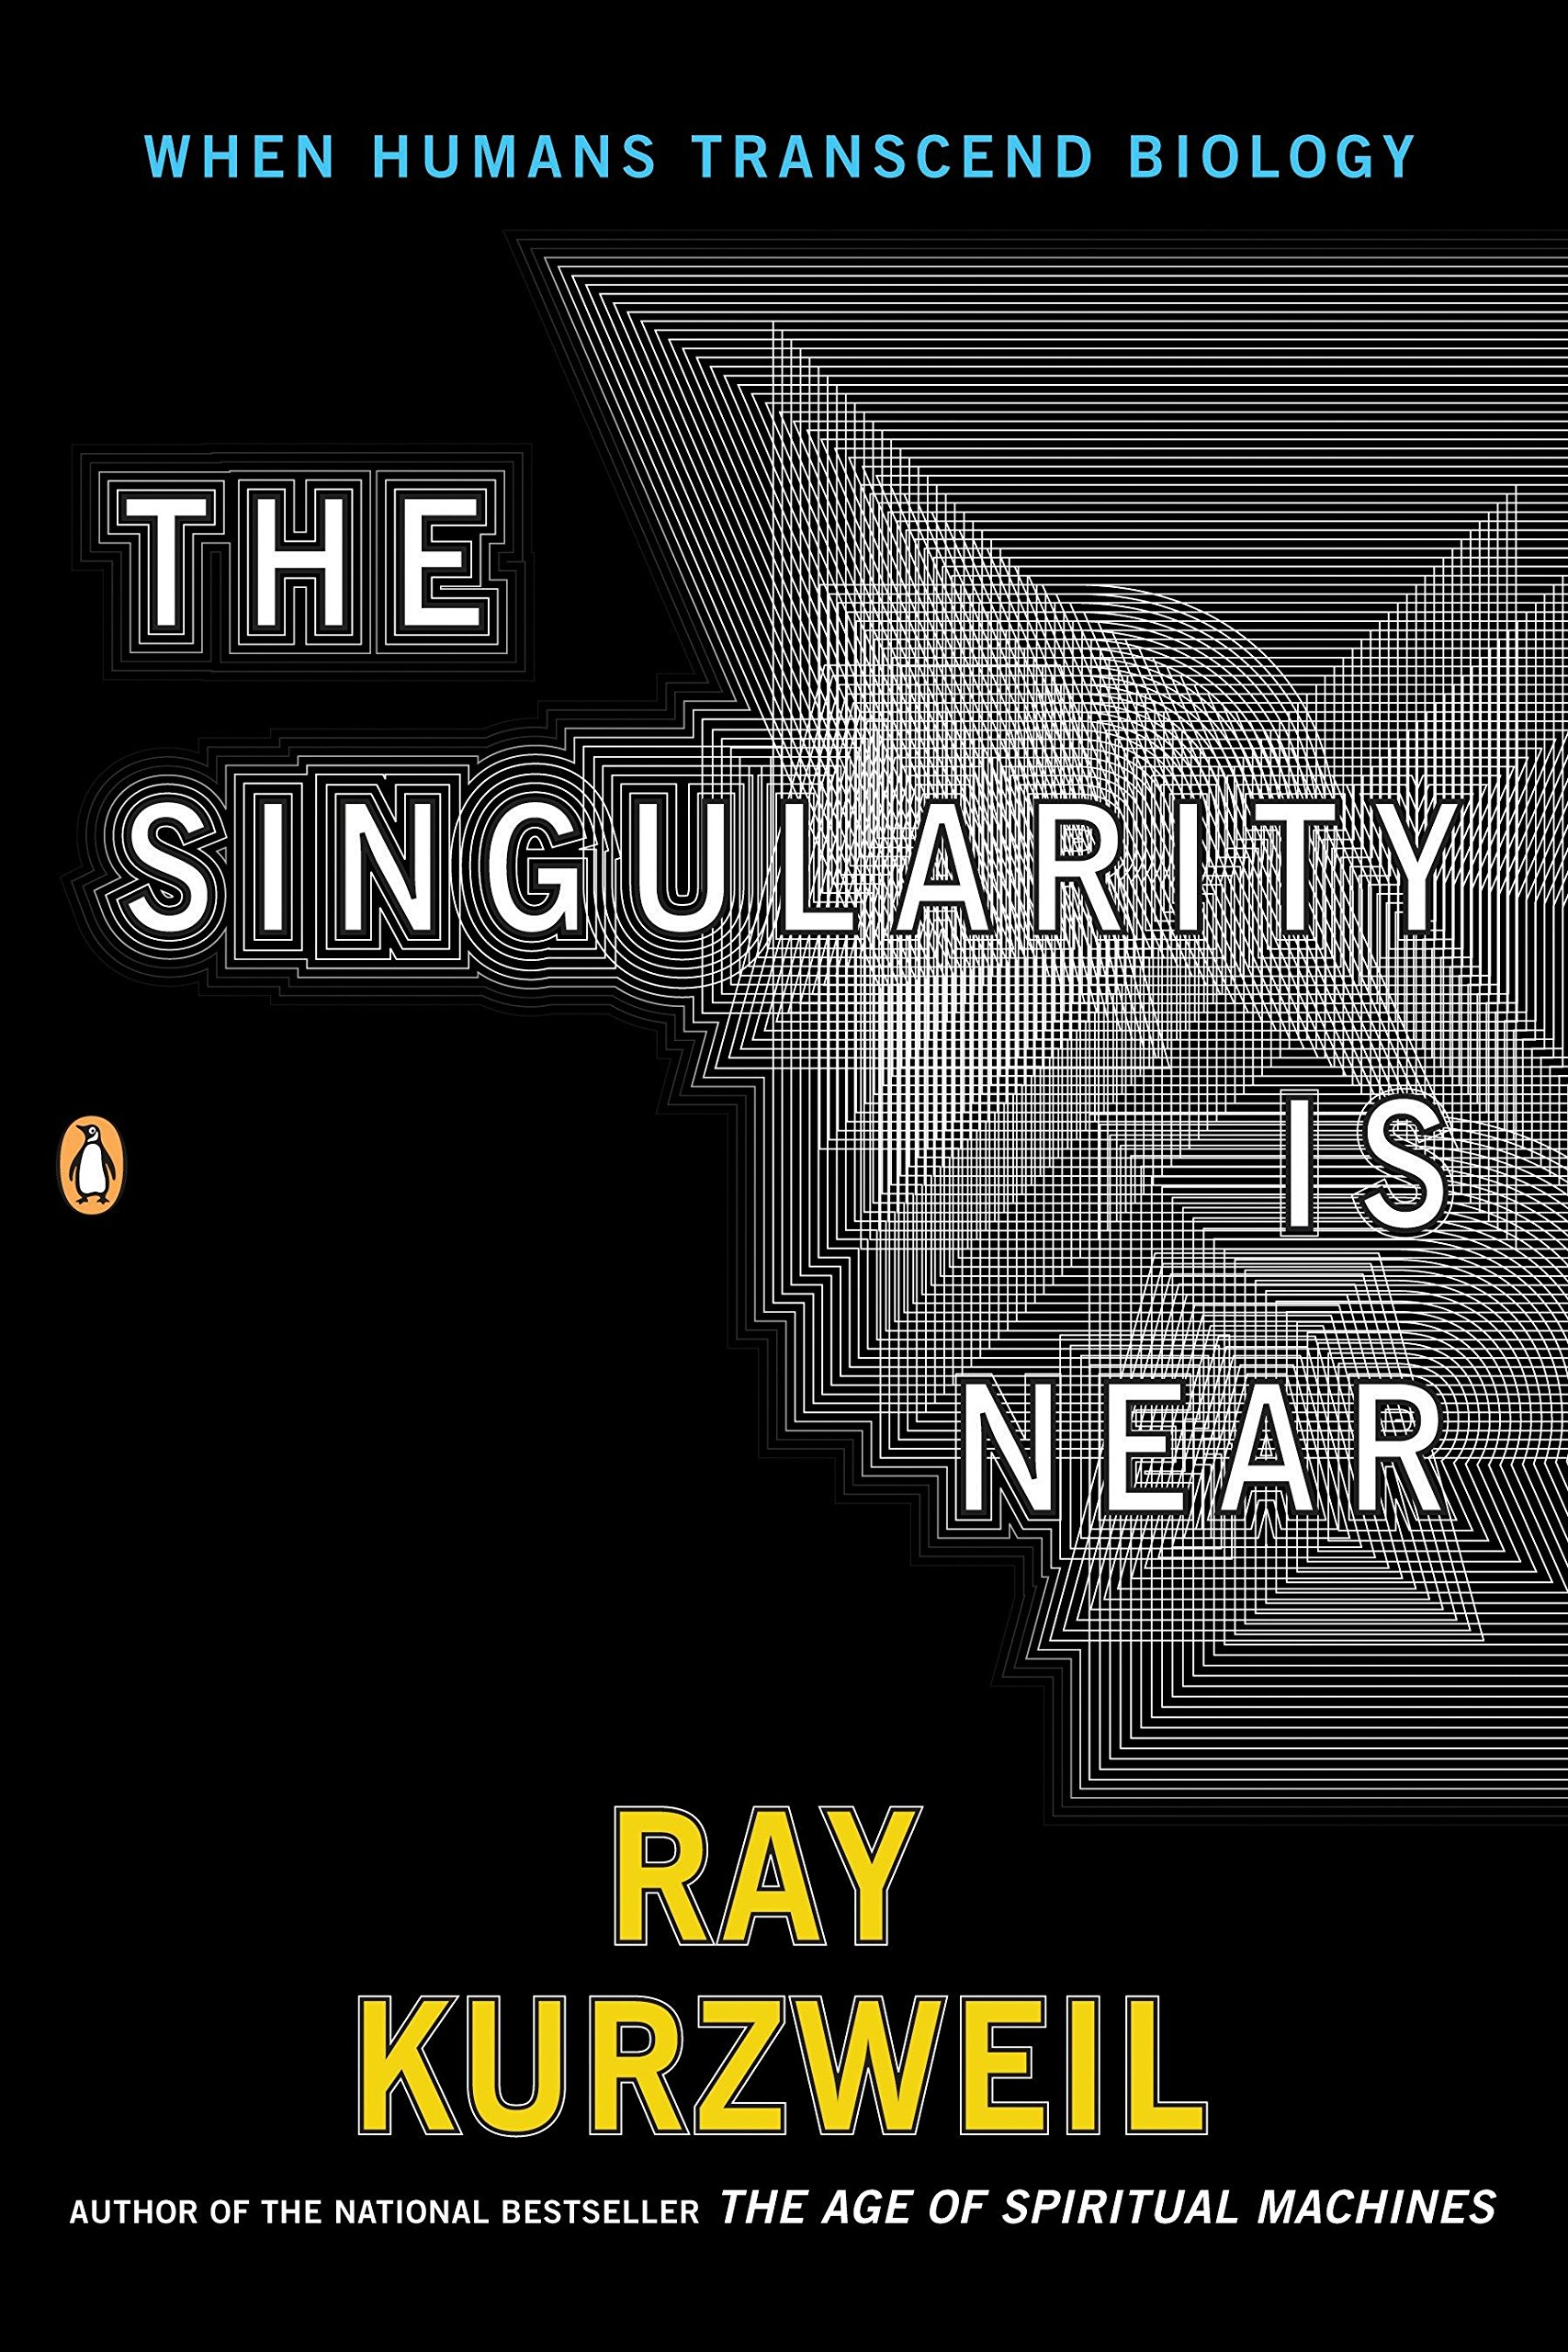 WHEN HUMANS TRANSCEND BIOLOGY
THE
SINGULARITY
IS
NEAR
RAY
KURZWEIL
AUTHOR OF THE NATIONAL BESTSELLER THE AGE OF SPIRITUAL MACHINES